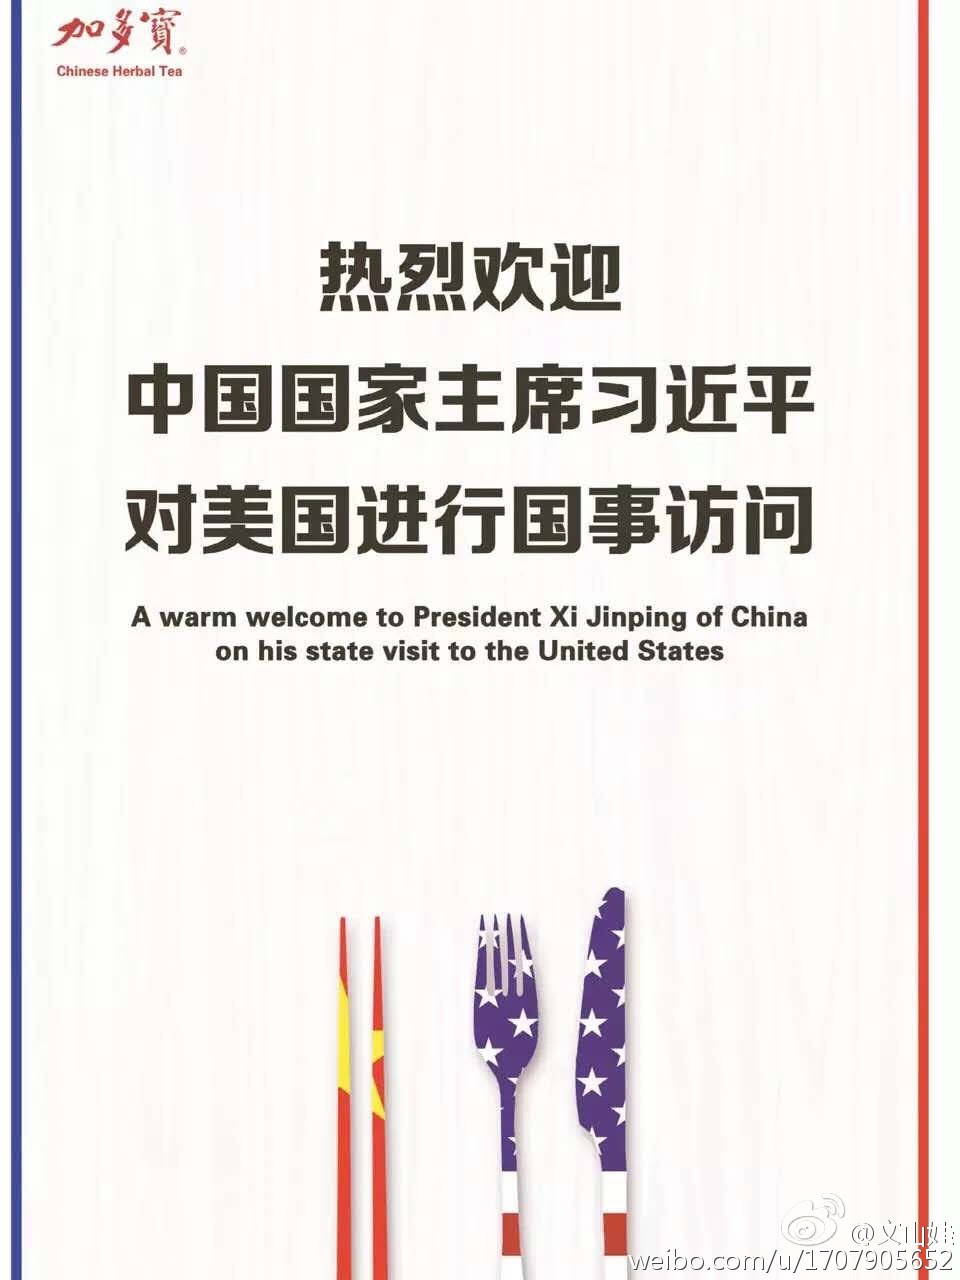 加多寶®
Chinese Herbal Tea
热烈欢迎
中国国家主席习近平
对美国进行国事访问
A warm welcome to President Xi Jinping of China
on his state visit to the United States
@文山娃
weibo.com/u/1707905652